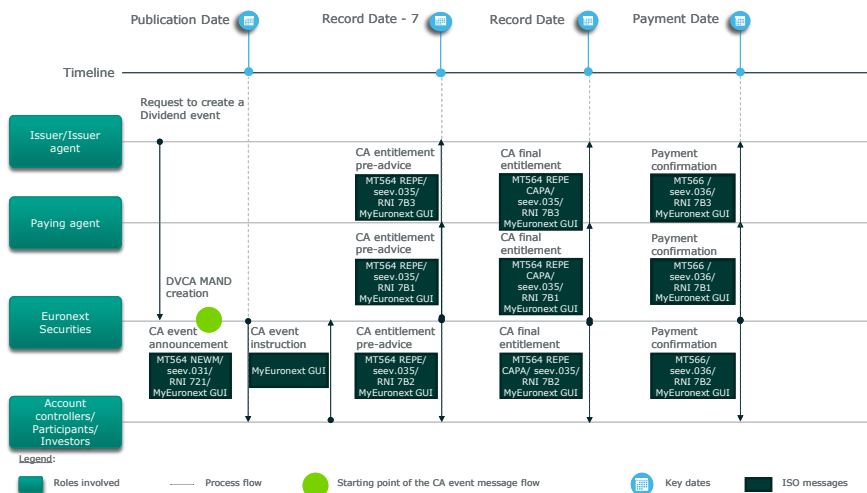 Publication Date
Record Date - 7
Record Date
Payment Date
Timeline
Request to create a
Dividend event
Issuer/Issuer
agent
CA entitlement
pre-advice
MT564 REPE/
seev.035/
RNI 7B3
MyEuronext GUI
CA final
entitlement
MT564 REPE
CAPA/
seev.035/
RNI 7B3
MyEuronext GUI
Payment
confirmation
MT566 /
seev.036/
RNI 7B3
MyEuronext GUI
Paying agent
CA entitlement
pre-advice
MT564 REPE/
seev.035/
RNI 7B1
MyEuronext GUI
CA final
entitlement
MT564 REPE
CAPA/
seev.035/
RNI 7B1
MyEuronext GUI
Payment
confirmation
MT566 /
seev.036/
RNI 7B1
MyEuronext GUI
DVCA MAND
creation
Euronext
Securities
CA event
announcement
MT564 NEWM/
seev.031/
RNI 721/
MyEuronext GUI
CA event
instruction
MyEuronext GUI
CA entitlement
pre-advice
MT564 REPE/
seev.035/
RNI 7B2
MyEuronext GUI
CA final
entitlement
MT564 REPE
CAPA/ seev.035/
RNI 7B2
MyEuronext GUI
Payment
confirmation
MT566/
seev.036/
RNI 7B2
MyEuronext GUI
Account
controllers/
Participants/
Investors
Legend:
Roles involved
Process flow
Starting point of the CA event message flow
Key dates
ISO messages